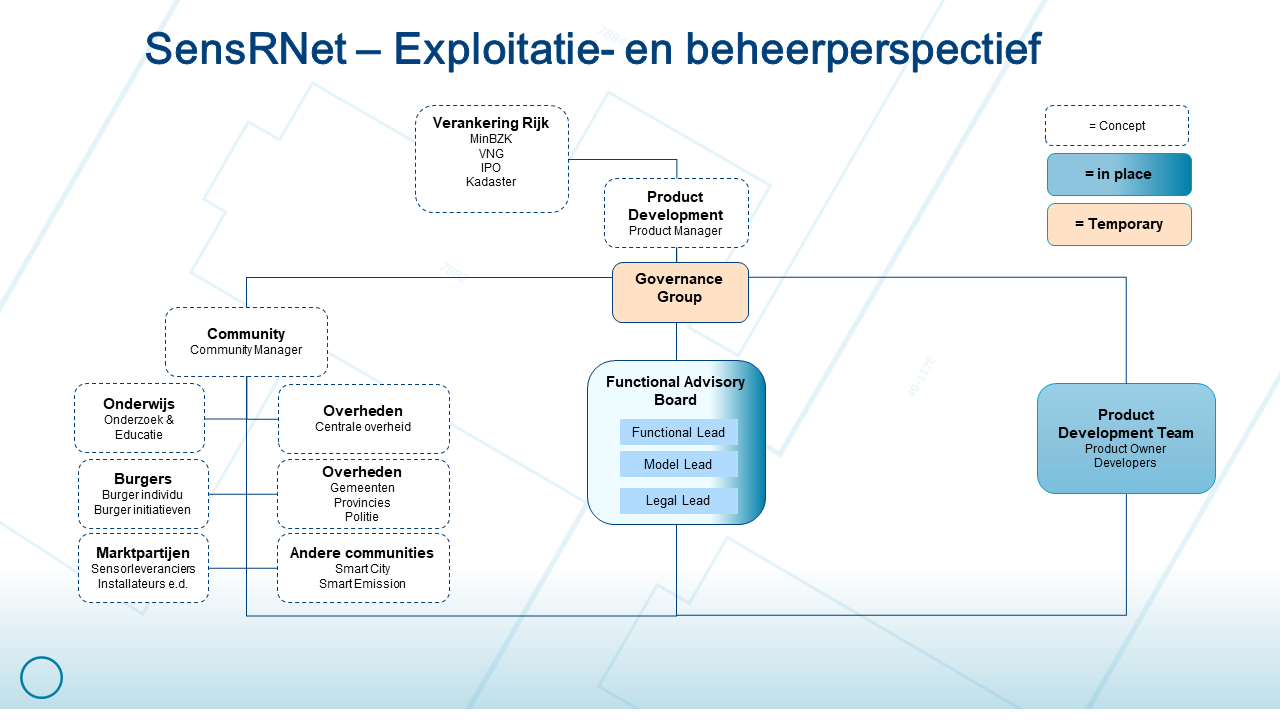 SensRNet – Exploitatie- en beheerperspectief
Verankering Rijk
MinBZK
VNG
IPO
Kadaster
= Concept
= in place
= Temporary
Product
Development
Product Manager
Governance
Group
Community
Community Manager
Onderwijs
Onderzoek &
Educatie
Overheden
Centrale overheid
Burgers
Burger individu
Burger initiatieven
Overheden
Gemeenten
Provincies
Politie
Marktpartijen
Sensorleveranciers
Installateurs e.d.
Andere communities
Smart City
Smart Emission
Functional Advisory
Board
Functional Lead
Model Lead
Legal Lead
Product
Development Team
Product Owner
Developers
7882